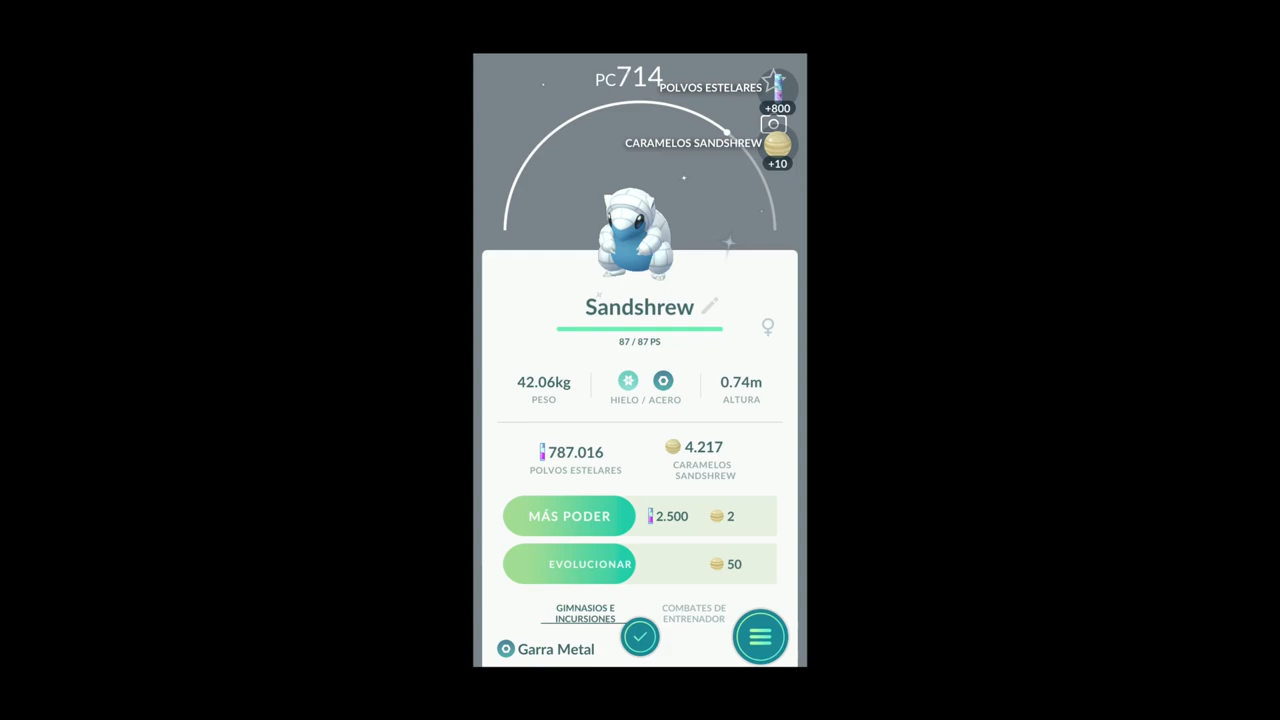 PC714
POLVOS ESTELARES
+800
CARAMELOS SANDSHREW
+10
Sandshrew
87 / 87 PS
42.06kg
PESO
HIELO / ACERO
0.74m
ALTURA
787.016
POLVOS ESTELARES
4.217
CARAMELOS
SANDSHREW
MÁS PODER
2.500
2
EVOLUCIONAR
50
GIMNASIOS E
INCURSIONES
COMBATES DE
ENTRENADOR
Garra Metal